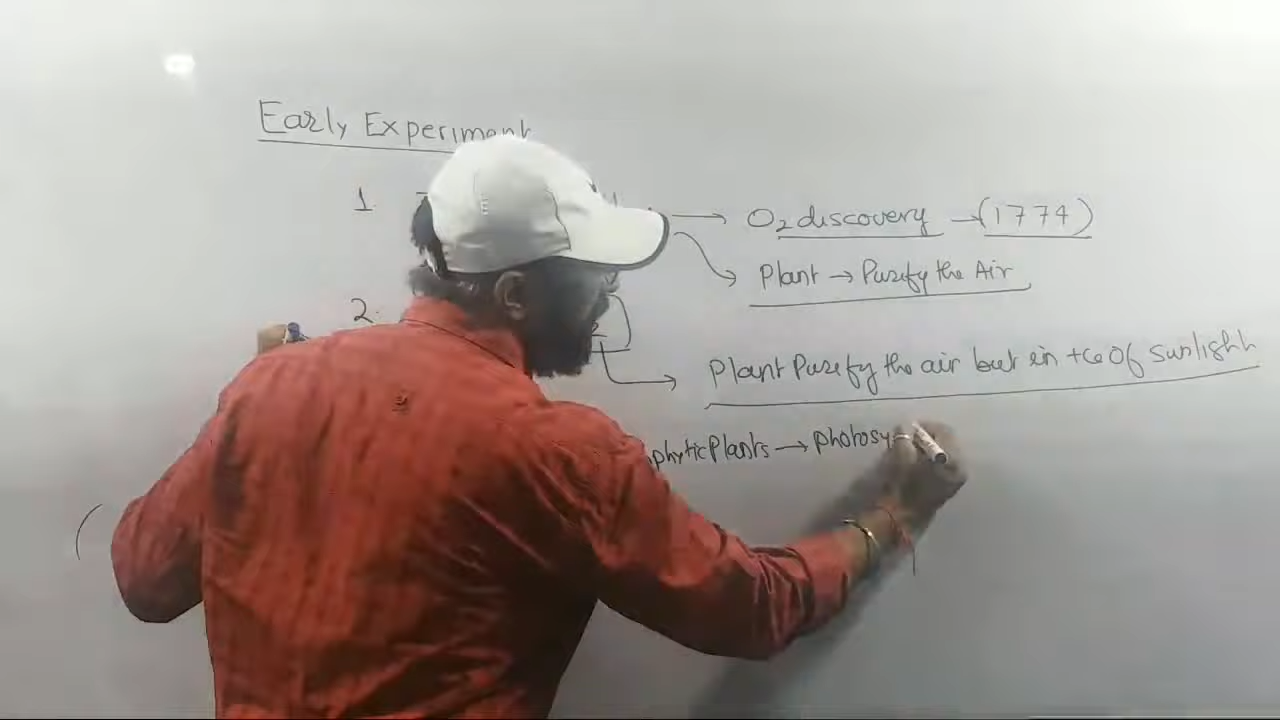 Early Experiment
1. → O₂ discovery → (1774)
Plant → Purify the Air
2.
Plant Purify the air but in +ce Of sunlight
phytic Plants → photosy